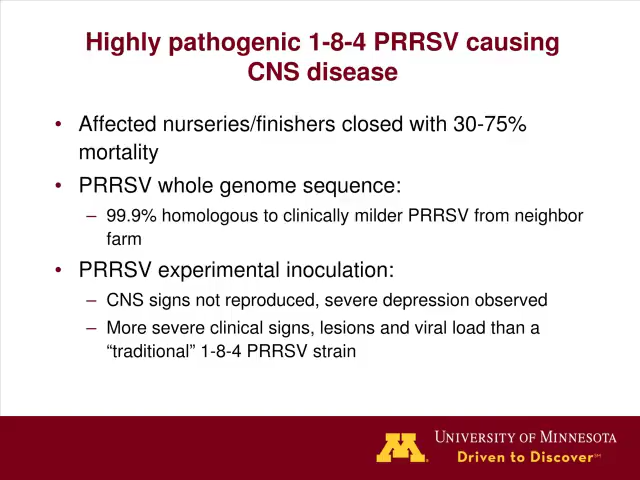 Highly pathogenic 1-8-4 PRRSV causing
CNS disease
• Affected nurseries/finishers closed with 30-75%
mortality
• PRRSV whole genome sequence:
– 99.9% homologous to clinically milder PRRSV from neighbor
farm
• PRRSV experimental inoculation:
– CNS signs not reproduced, severe depression observed
– More severe clinical signs, lesions and viral load than a
“traditional” 1-8-4 PRRSV strain
M
UNIVERSITY OF MINNESOTA
Driven to Discover℠